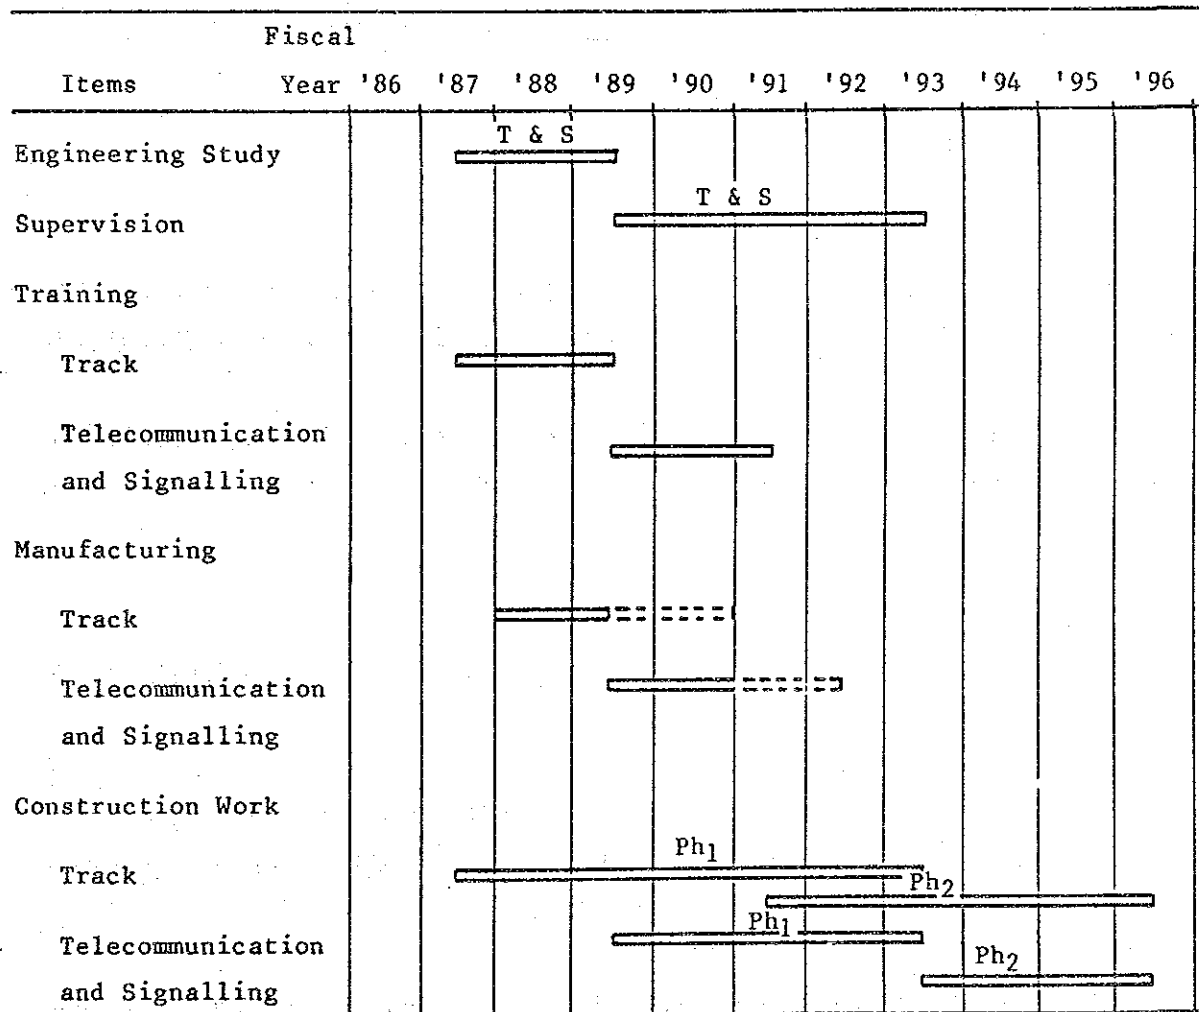 Fiscal
Items Year '86 '87 '88 '89 '90 '91 '92 '93 '94 '95 '96
T & S
Engineering Study
T & S
Supervision
Training
Track
Telecommunication
and Signalling
Manufacturing
Track
Telecommunication
and Signalling
Construction Work
Ph1
Track
Ph2
Ph1
Telecommunication
Ph2
and Signalling